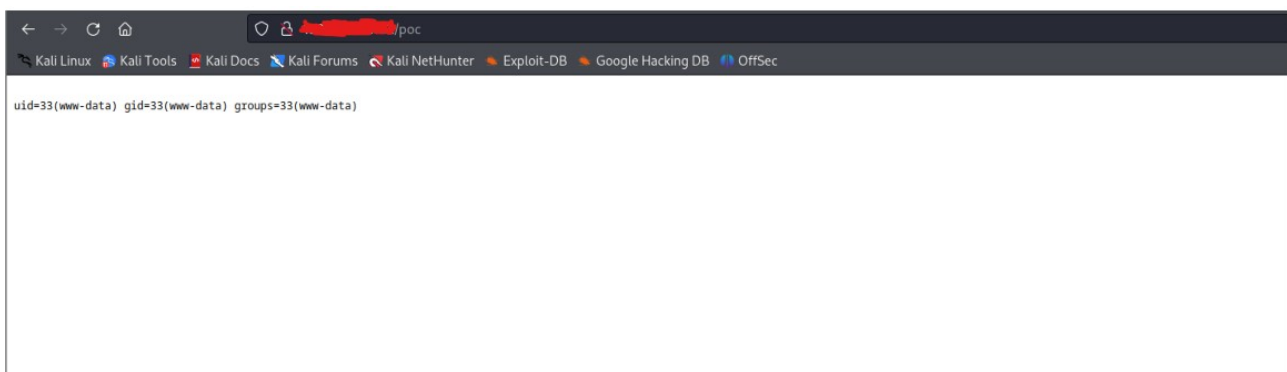 /poc
Kali Linux Kali Tools Kali Docs Kali Forums Kali NetHunter Exploit-DB Google Hacking DB OffSec
uid=33(www-data) gid=33(www-data) groups=33(www-data)